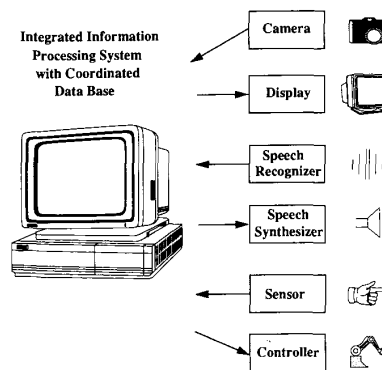 Integrated Information
Processing System
with Coordinated
Data Base
Camera
Display
Speech
Recognizer
Speech
Synthesizer
Sensor
Controller